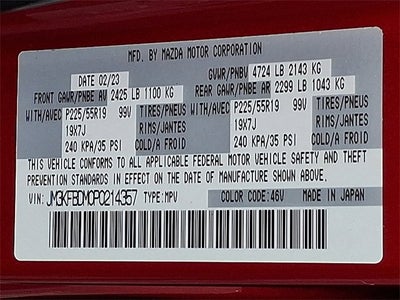 MFD. BY MAZDA MOTOR CORPORATION
DATE 02/23 GVWR/PNBV 4724 LB 2143 KG
FRONT GAWR/PNBE AV 2425 LB 1100 KG REAR GAWR/PNBE AR 2299 LB 1043 KG
WITH/AVEC P225/55R19 99V TIRES/PNEUS WITH/AVEC P225/55R19 99V TIRES/PNEUS
19X7J RIMS/JANTES 19X7J RIMS/JANTES
240 KPA/35 PSI COLD/A FROID 240 KPA/35 PSI COLD/A FROID
THIS VEHICLE CONFORMS TO ALL APPLICABLE FEDERAL MOTOR VEHICLE SAFETY AND THEFT
PREVENTION STANDARDS IN EFFECT ON THE DATE OF MANUFACTURE SHOWN ABOVE.
VIN: JM3KFBDM0P0214357 TYPE:MPV COLOR CODE:46V MADE IN JAPAN